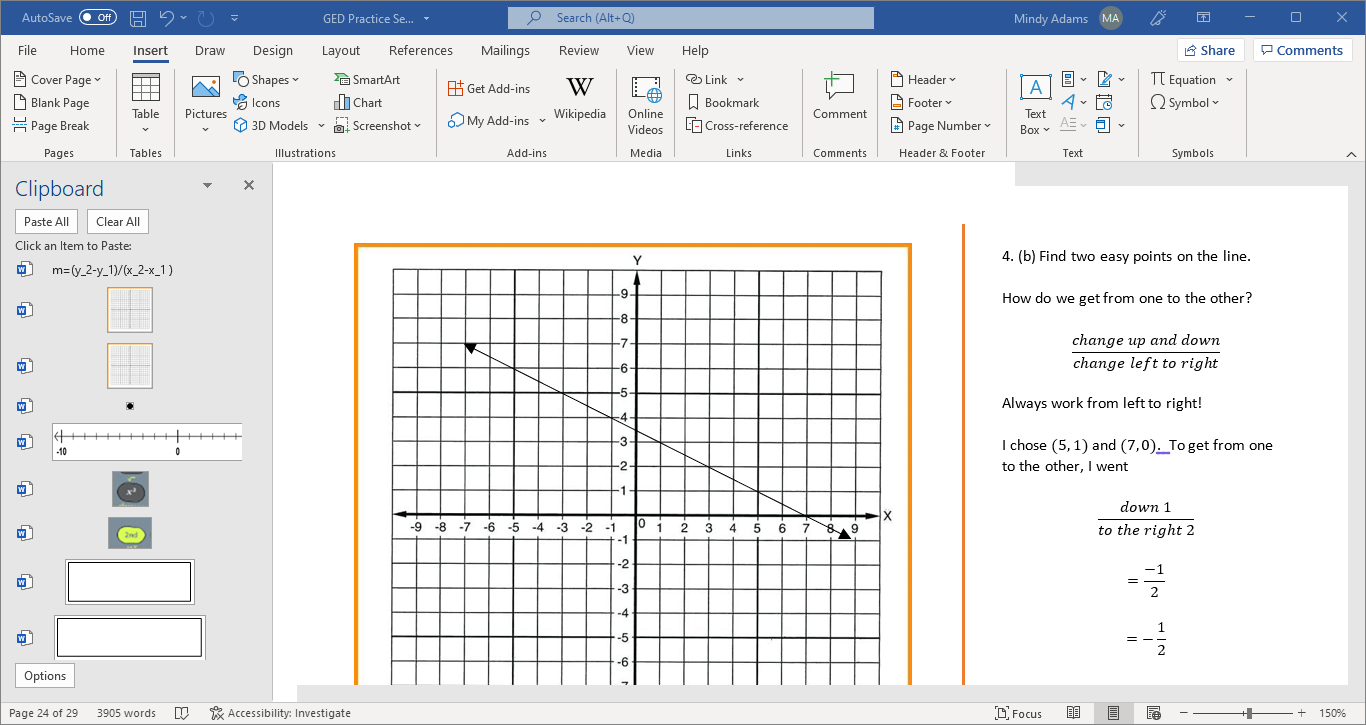 AutoSave Off GED Practice Se... Search (Alt+Q) Mindy Adams MA
File Home Insert Draw Design Layout References Mailings Review View Help Share Comments
Cover Page
Blank Page
Page Break
Pages
Table
Tables
Pictures
Shapes
Icons
3D Models
SmartArt
Chart
Screenshot
Illustrations
Get Add-ins
My Add-ins
W
Wikipedia
Add-ins
Online
Videos
Media
Link
Bookmark
Cross-reference
Links
Comment
Comments
Header
Footer
Page Number
Header & Footer
A
Text
Box
Text
π Equation
Ω Symbol
Symbols
Clipboard
Paste All Clear All
Click an Item to Paste:
m=(y_2-y_1)/(x_2-x_1 )
-10 0
x²
2nd
Options
Y
9
8
7
6
5
4
3
2
1
-9 -8 -7 -6 -5 -4 -3 -2 -1 0 1 2 3 4 5 6 7 8 9 X
-1
-2
-3
-4
-5
-6
4. (b) Find two easy points on the line.
How do we get from one to the other?
change up and down
change left to right
Always work from left to right!
I chose (5, 1) and (7, 0). To get from one
to the other, I went
down 1
to the right 2
= -1/2
= -1/2
Page 24 of 29 3905 words Accessibility: Investigate Focus 150%